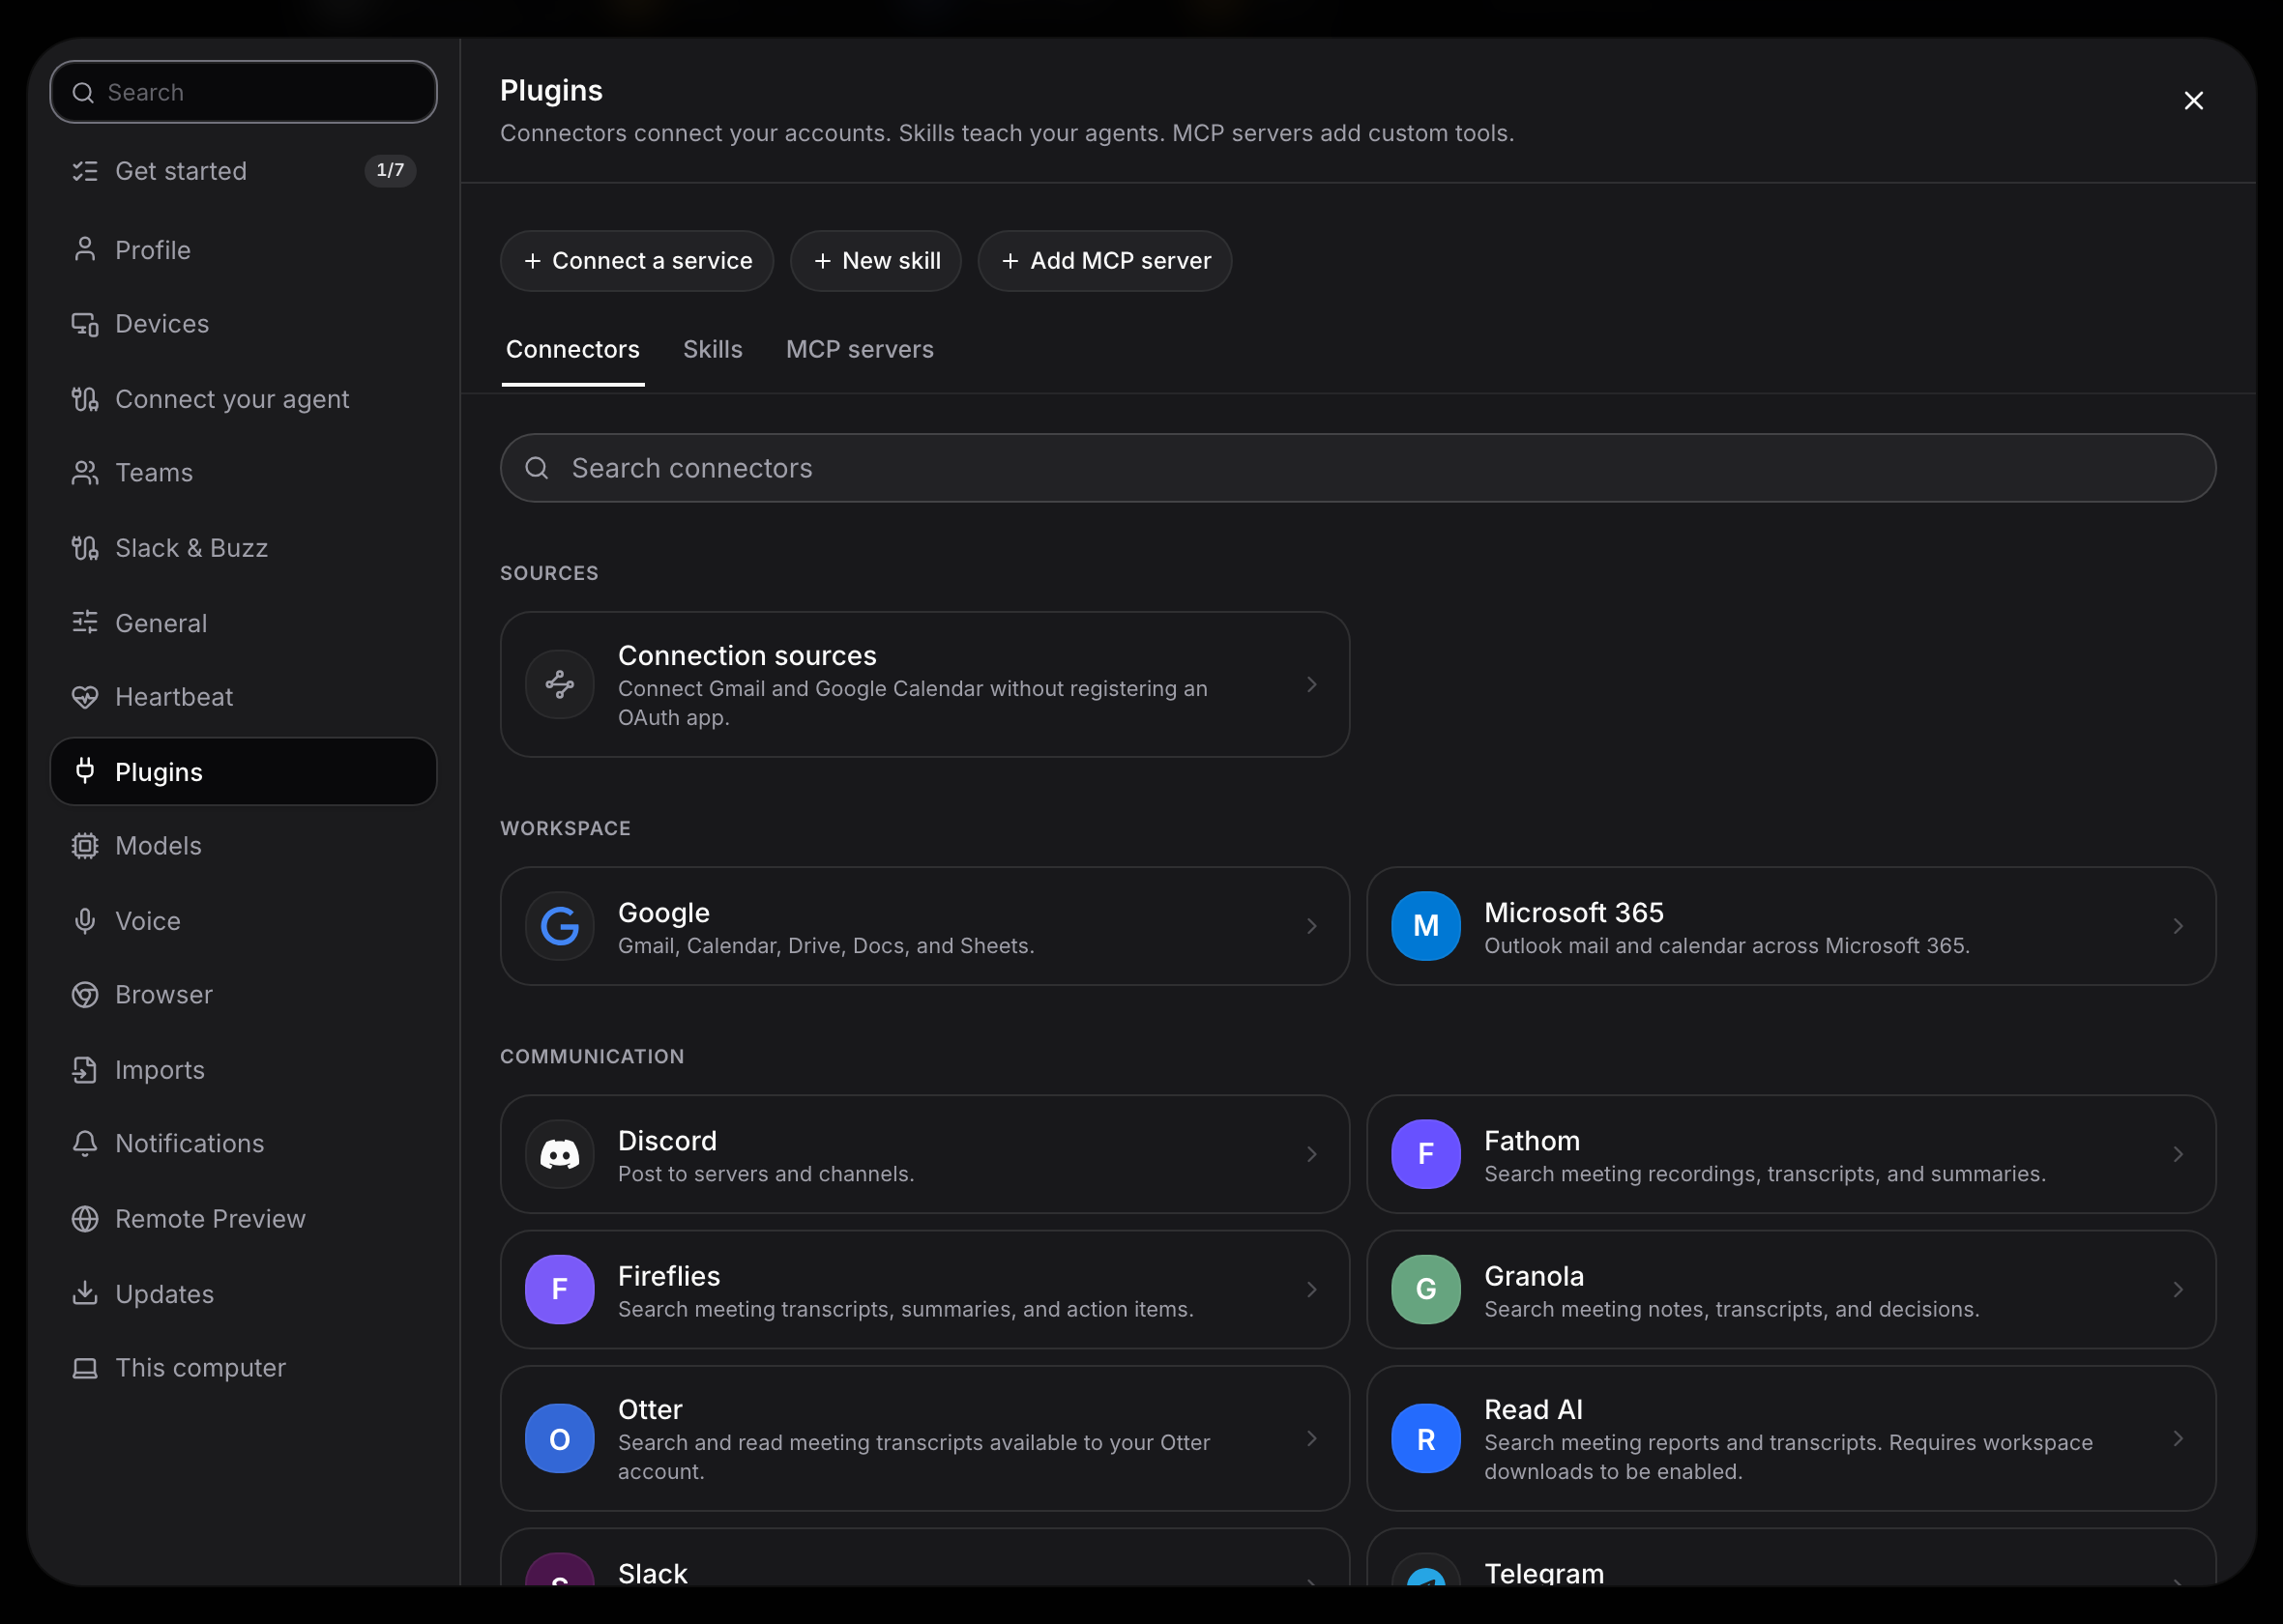 Search
Get started
1/7
Profile
Devices
Connect your agent
Teams
Slack & Buzz
General
Heartbeat
Plugins
Models
Voice
Browser
Imports
Notifications
Remote Preview
Updates
This computer
Plugins
Connectors connect your accounts. Skills teach your agents. MCP servers add custom tools.
+ Connect a service
+ New skill
+ Add MCP server
Connectors
Skills
MCP servers
Search connectors
SOURCES
Connection sources
Connect Gmail and Google Calendar without registering an
OAuth app.
WORKSPACE
G
Google
Gmail, Calendar, Drive, Docs, and Sheets.
M
Microsoft 365
Outlook mail and calendar across Microsoft 365.
COMMUNICATION
Discord
Post to servers and channels.
F
Fathom
Search meeting recordings, transcripts, and summaries.
F
Fireflies
Search meeting transcripts, summaries, and action items.
G
Granola
Search meeting notes, transcripts, and decisions.
O
Otter
Search and read meeting transcripts available to your Otter
account.
R
Read AI
Search meeting reports and transcripts. Requires workspace
downloads to be enabled.
S
Slack
Telegram